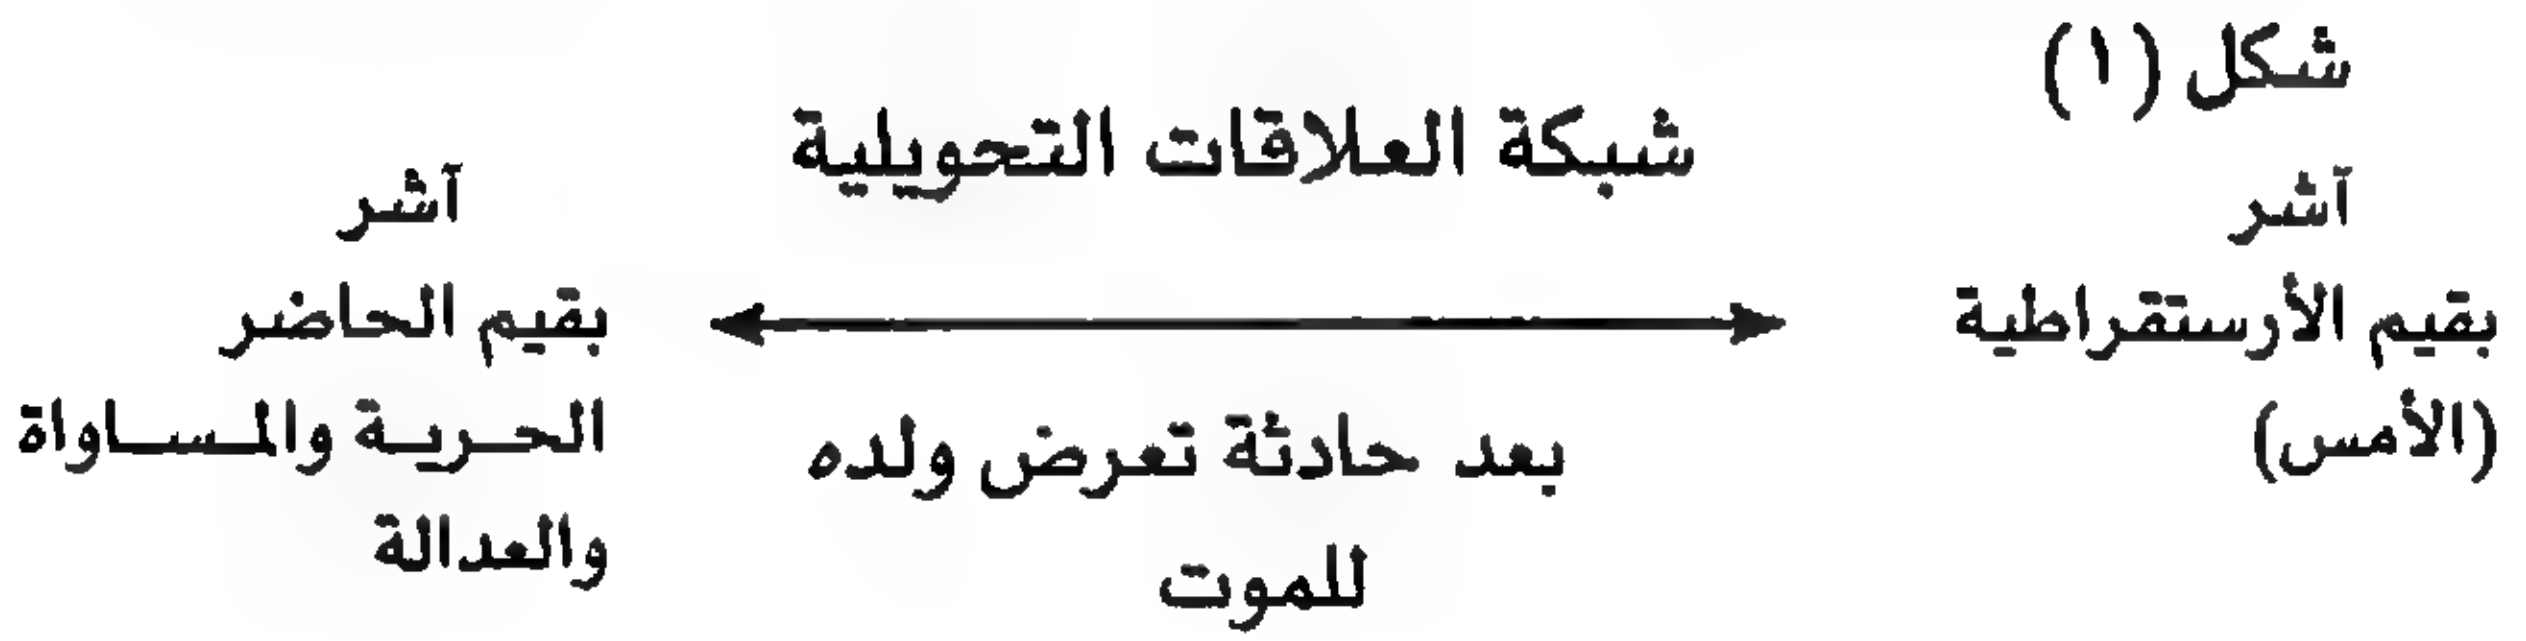 شكل (١)
شبكة العلاقات التحويلية
آشر
بقيم الأرستقراطية
(الأمس)
بعد حادثة تعرض ولده
للموت
آشر
بقيم الحاضر
الحرية والمساواة
والعدالة